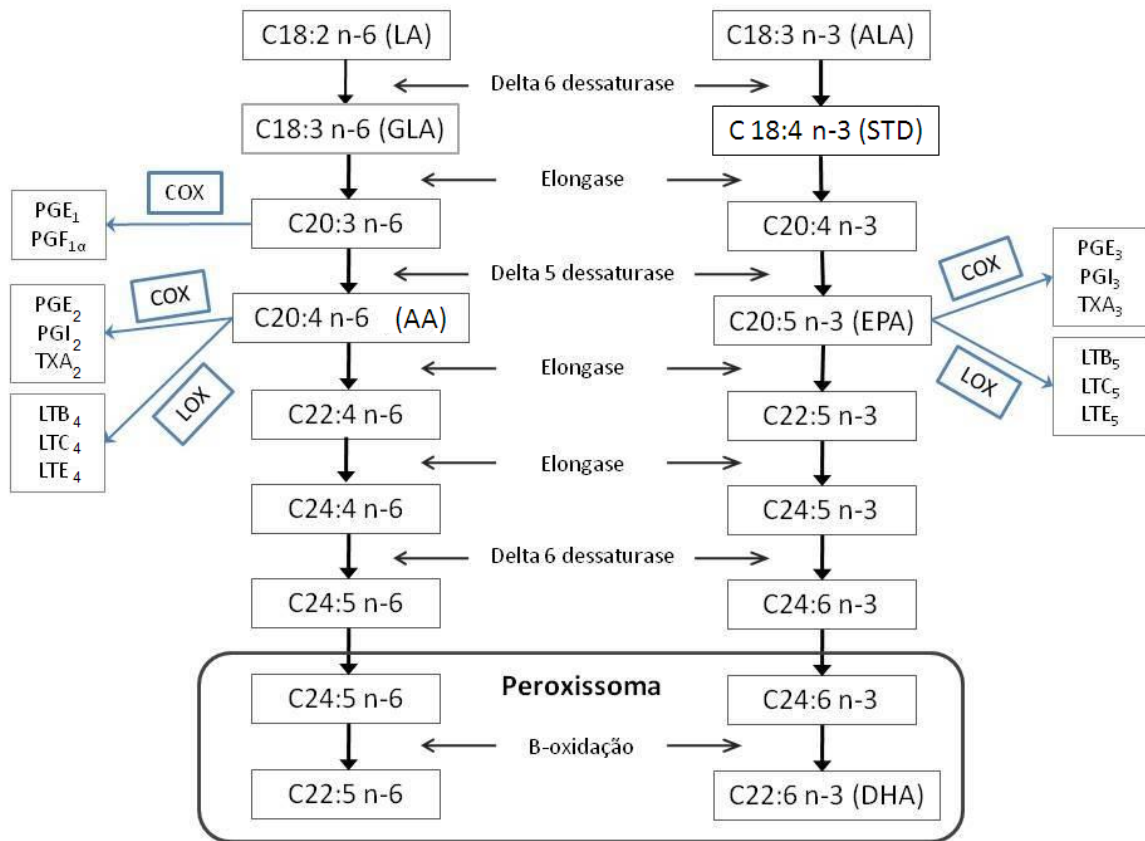 C18:2 n-6 (LA)
C18:3 n-3 (ALA)
Delta 6 dessaturase
C18:3 n-6 (GLA)
C 18:4 n-3 (STD)
Elongase
COX
PGE1
PGF1α
C20:3 n-6
C20:4 n-3
Delta 5 dessaturase
COX
PGE2
PGI2
TXA2
C20:4 n-6 (AA)
C20:5 n-3 (EPA)
COX
PGE3
PGI3
TXA3
LOX
LTB4
LTC4
LTE4
LOX
LTB5
LTC5
LTE5
Elongase
C22:4 n-6
C22:5 n-3
Elongase
C24:4 n-6
C24:5 n-3
Delta 6 dessaturase
C24:5 n-6
C24:6 n-3
Peroxissoma
C24:5 n-6
C24:6 n-3
B-oxidação
C22:5 n-6
C22:6 n-3 (DHA)